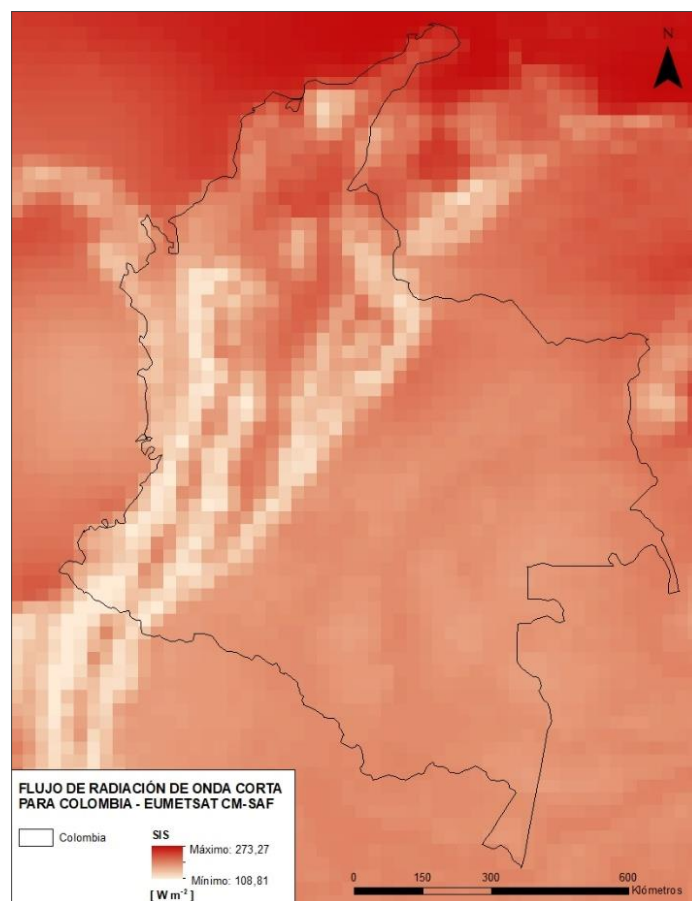 N
FLUJO DE RADIACIÓN DE ONDA CORTA
PARA COLOMBIA - EUMETSAT CM-SAF
Colombia
SIS
Máximo: 273,27
Mínimo: 108,81
[ W m⁻² ]
0 150 300 600
Kilómetros